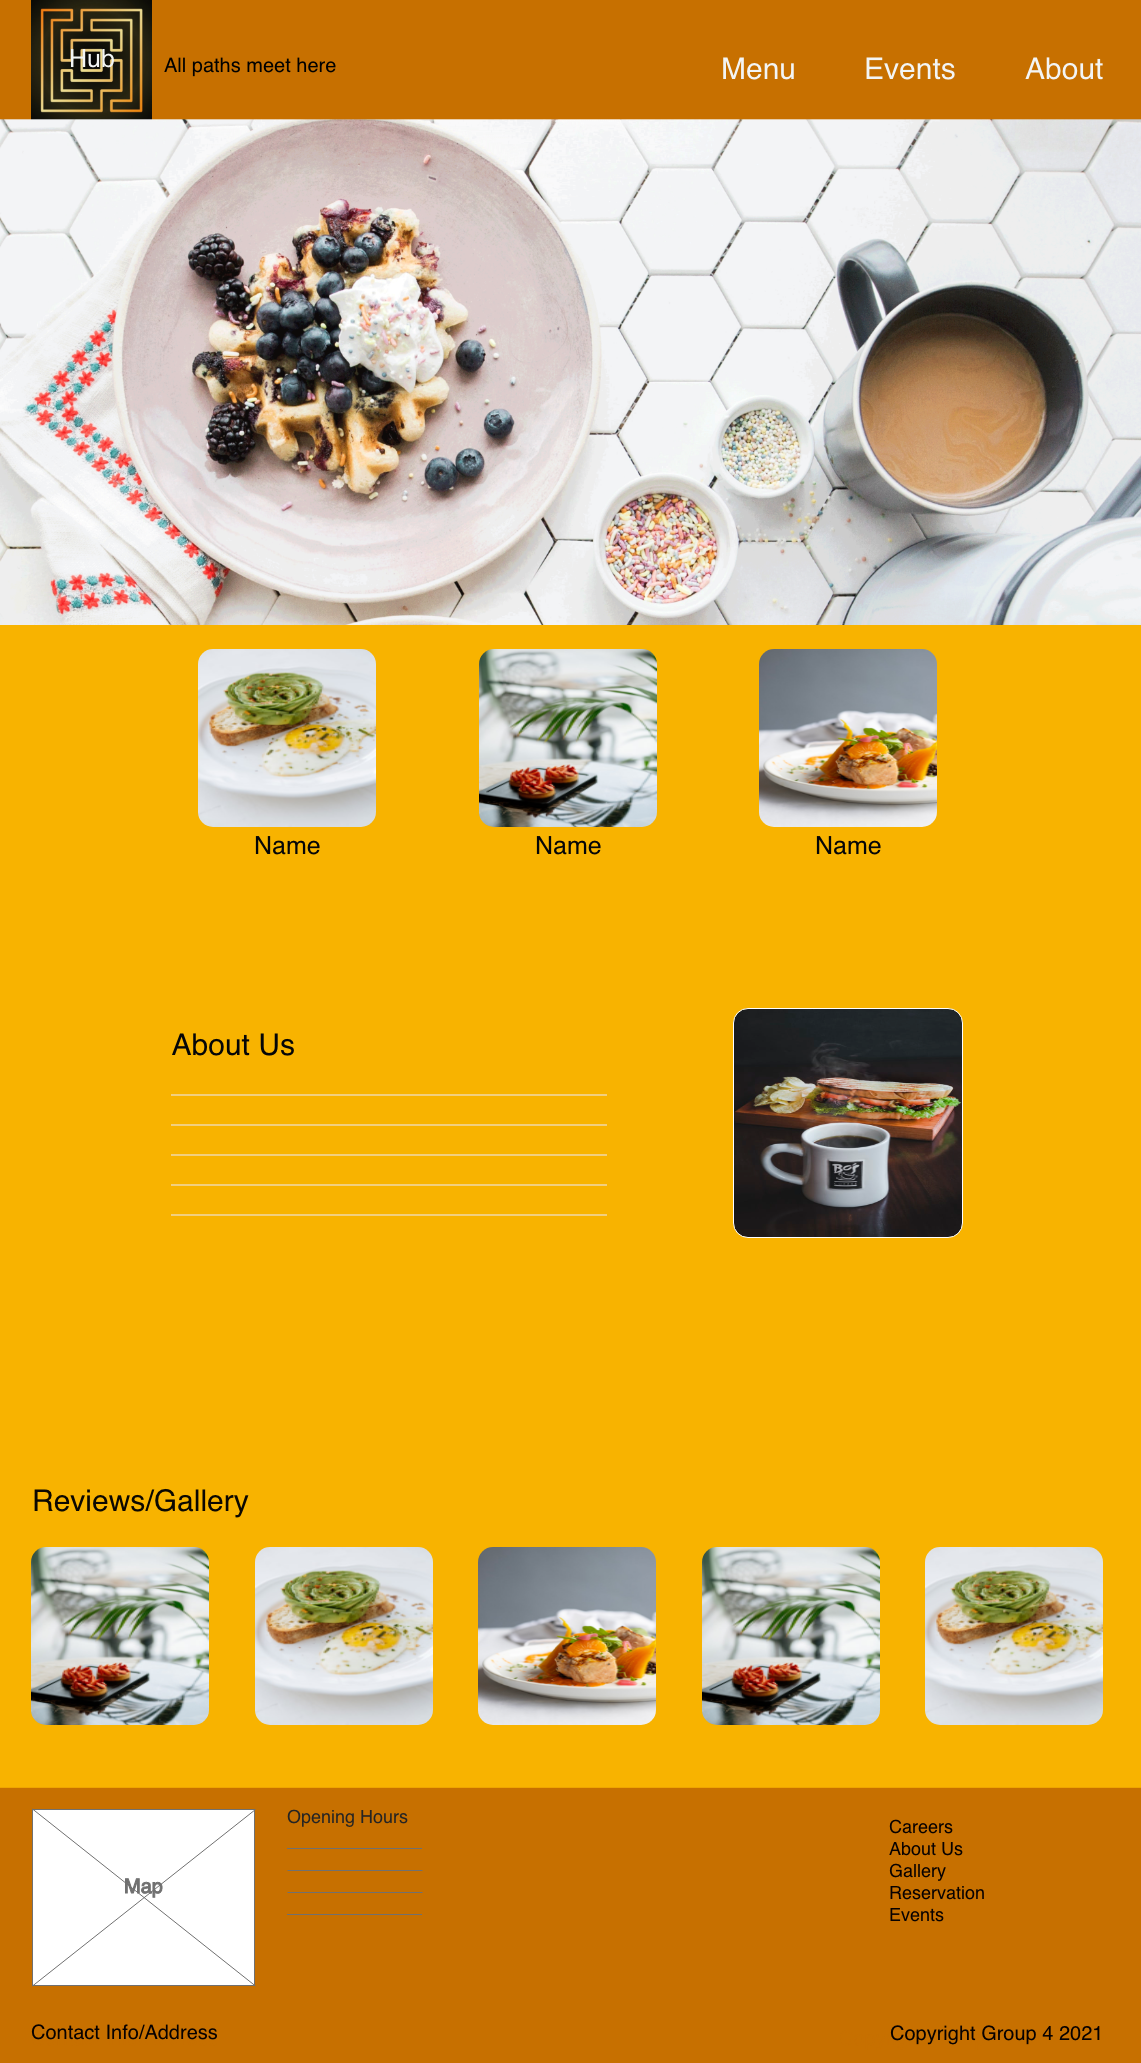 Hub
All paths meet here
Menu
Events
About
Name
Name
Name
About Us
Reviews/Gallery
Map
Opening Hours
Careers
About Us
Gallery
Reservation
Events
Contact Info/Address
Copyright Group 4 2021